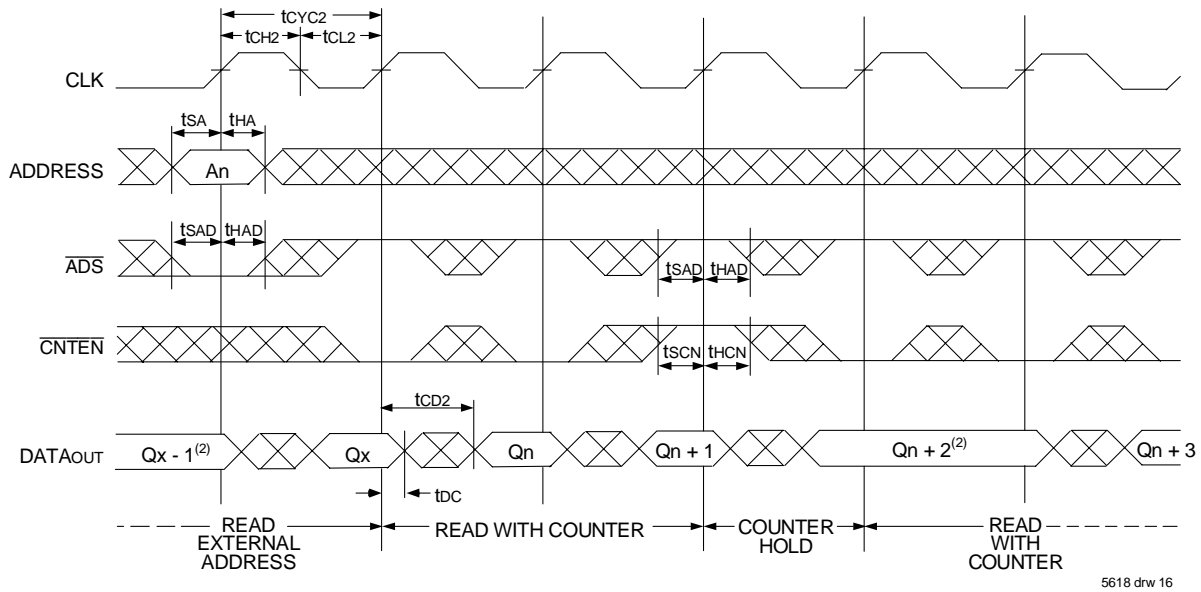 tCYC2
tCH2 tCL2
CLK
tSA tHA
ADDRESS An
tSAD tHAD
ADS tSAD tHAD
CNTEN tSCN tHCN
tCD2
DATAOUT Qx - 1(2) Qx Qn Qn + 1 Qn + 2(2) Qn + 3
tDC
READ EXTERNAL ADDRESS
READ WITH COUNTER
COUNTER HOLD
READ WITH COUNTER
5618 drw 16